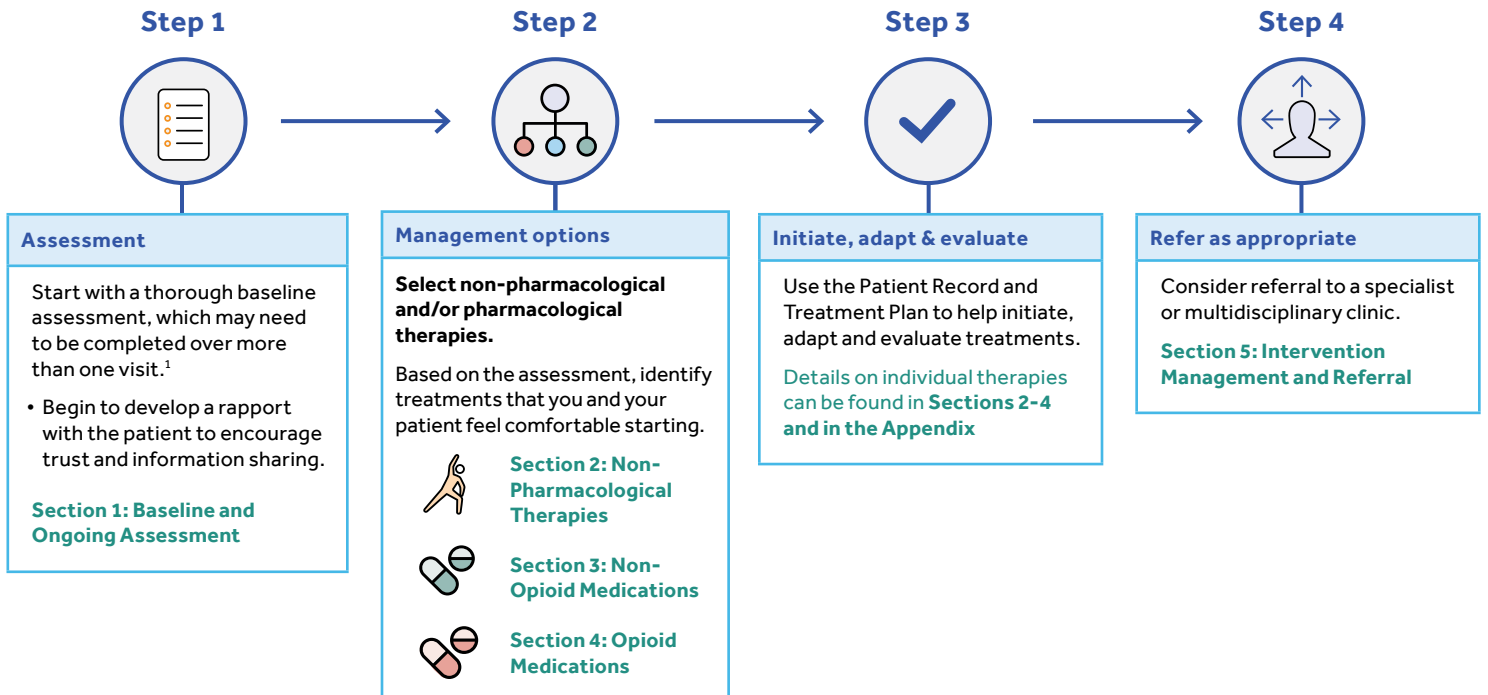 Step 1
Step 2
Step 3
Step 4
Assessment
Start with a thorough baseline
assessment, which may need
to be completed over more
than one visit.1
• Begin to develop a rapport
with the patient to encourage
trust and information sharing.
Section 1: Baseline and
Ongoing Assessment
Management options
Select non-pharmacological
and/or pharmacological
therapies.
Based on the assessment, identify
treatments that you and your
patient feel comfortable starting.
Section 2: Non-
Pharmacological
Therapies
Section 3: Non-
Opioid Medications
Section 4: Opioid
Medications
Initiate, adapt & evaluate
Use the Patient Record and
Treatment Plan to help initiate,
adapt and evaluate treatments.
Details on individual therapies
can be found in Sections 2-4
and in the Appendix
Refer as appropriate
Consider referral to a specialist
or multidisciplinary clinic.
Section 5: Intervention
Management and Referral